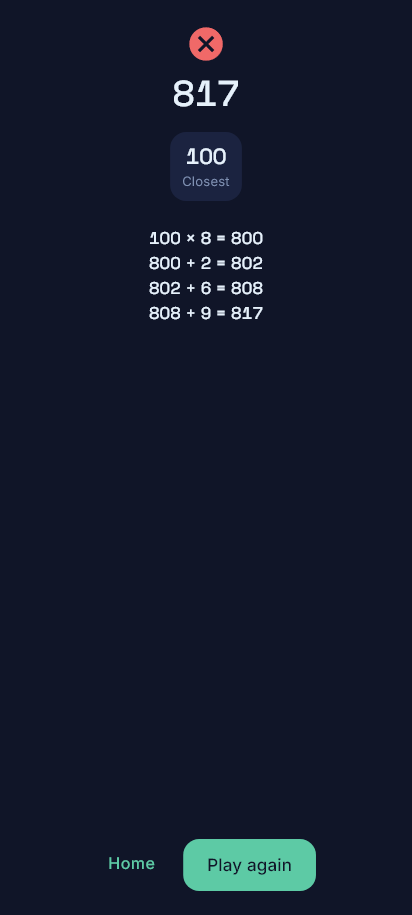 817
100
Closest
100 × 8 = 800
800 + 2 = 802
802 + 6 = 808
808 + 9 = 817
Home
Play again